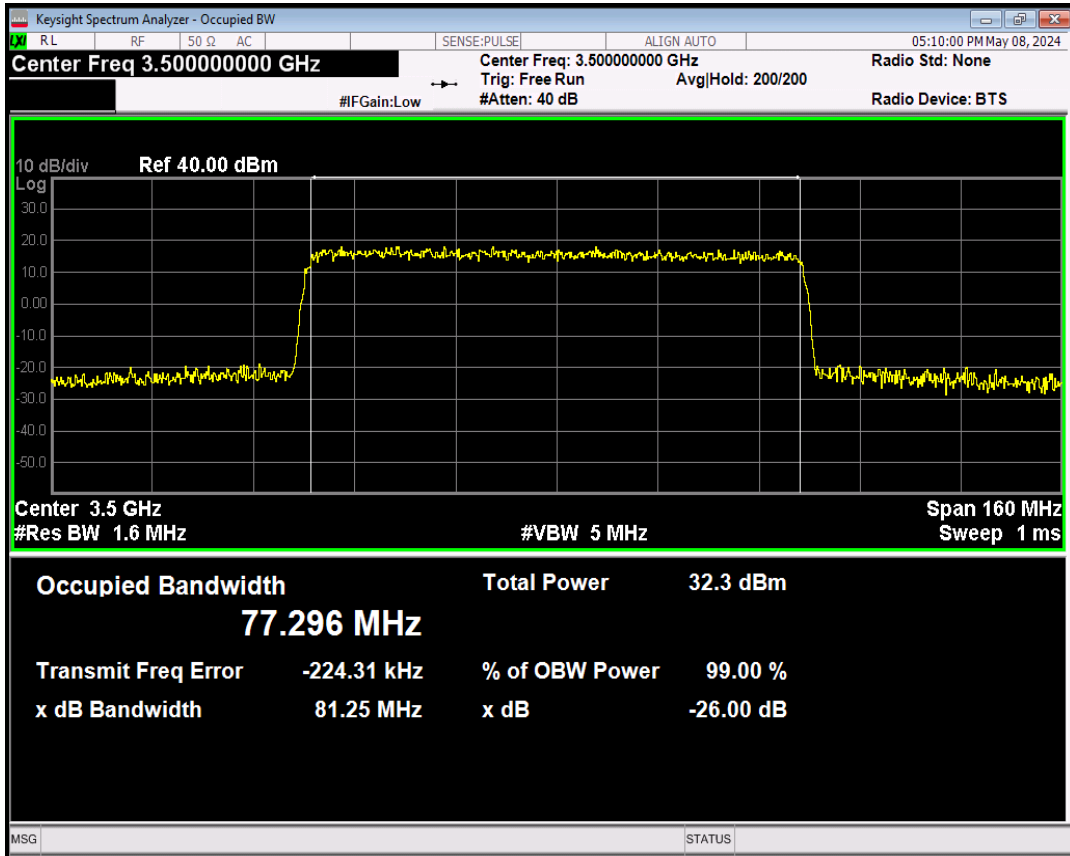 Keysight Spectrum Analyzer - Occupied BW
LXI RL RF 50 Ω AC SENSE:PULSE ALIGN AUTO 05:10:00 PM May 08, 2024
Center Freq 3.500000000 GHz Center Freq: 3.500000000 GHz Radio Std: None
Trig: Free Run Avg|Hold: 200/200
#IFGain:Low #Atten: 40 dB Radio Device: BTS
10 dB/div Ref 40.00 dBm
Log
30.0
20.0
10.0
0.00
-10.0
-20.0
-30.0
-40.0
-50.0
Center 3.5 GHz Span 160 MHz
#Res BW 1.6 MHz #VBW 5 MHz Sweep 1 ms
Occupied Bandwidth Total Power 32.3 dBm
77.296 MHz
Transmit Freq Error -224.31 kHz % of OBW Power 99.00 %
x dB Bandwidth 81.25 MHz x dB -26.00 dB
MSG STATUS